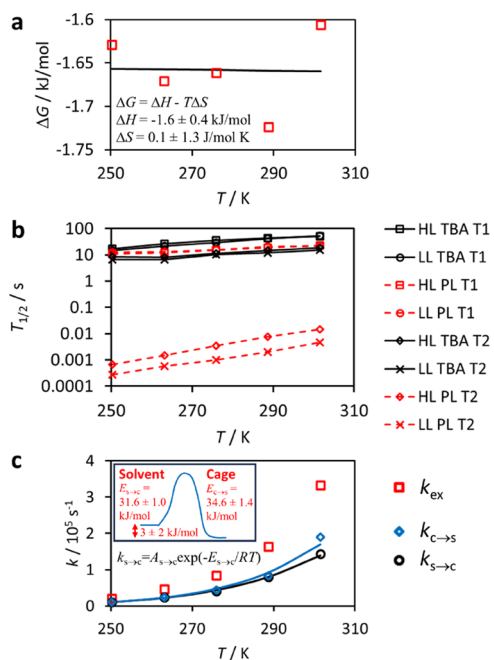 a
-1.6
-1.65
-1.7
-1.75
ΔG / kJ/mol
ΔG = ΔH - TΔS
ΔH = -1.6 ± 0.4 kJ/mol
ΔS = 0.1 ± 1.3 J/mol K
250 270 290 310
T / K
b
100
10
1
0.1
0.01
0.001
0.0001
T1/2 / s
250 270 290 310
T / K
HL TBA T1
LL TBA T1
HL PL T1
LL PL T1
HL TBA T2
LL TBA T2
HL PL T2
LL PL T2
c
4
3
2
1
0
k / 10⁵ s⁻¹
Solvent Cage
Es→c = Ec→s =
31.6 ± 1.0 34.6 ± 1.4
kJ/mol kJ/mol
3 ± 2 kJ/mol
ks→c=As→cexp(-Es→c/RT)
250 270 290 310
T / K
kex
kc→s
ks→c